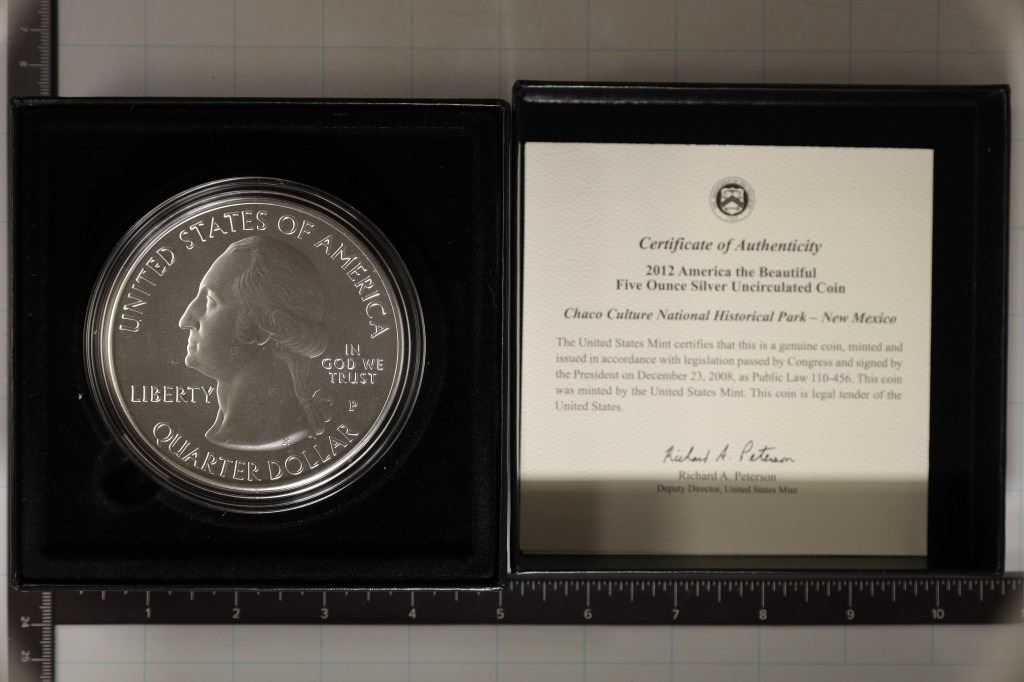 UNITED STATES OF AMERICA
IN
GOD WE
TRUST
LIBERTY
P
QUARTER DOLLAR
Certificate of Authenticity
2012 America the Beautiful
Five Ounce Silver Uncirculated Coin
Chaco Culture National Historical Park – New Mexico
The United States Mint certifies that this is a genuine coin, minted and
issued in accordance with legislation passed by Congress and signed by
the President on December 23, 2008, as Public Law 110-456. This coin
was minted by the United States Mint. This coin is legal tender of the
United States.
Richard A. Peterson
Richard A. Peterson
Deputy Director, United States Mint
1 2 3 4 5 6 7 8 9 10
7
8
24
25